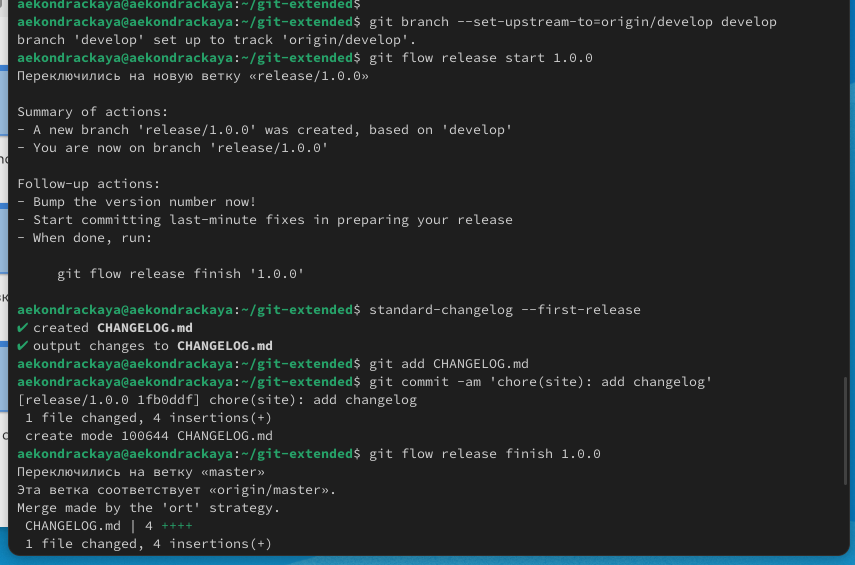 aekondrackaya@aekondrackaya:~/git-extended$
aekondrackaya@aekondrackaya:~/git-extended$ git branch --set-upstream-to=origin/develop develop
branch 'develop' set up to track 'origin/develop'.
aekondrackaya@aekondrackaya:~/git-extended$ git flow release start 1.0.0
Переключились на новую ветку «release/1.0.0»
Summary of actions:
- A new branch 'release/1.0.0' was created, based on 'develop'
- You are now on branch 'release/1.0.0'
Follow-up actions:
- Bump the version number now!
- Start committing last-minute fixes in preparing your release
- When done, run:
git flow release finish '1.0.0'
aekondrackaya@aekondrackaya:~/git-extended$ standard-changelog --first-release
✔ created CHANGELOG.md
✔ output changes to CHANGELOG.md
aekondrackaya@aekondrackaya:~/git-extended$ git add CHANGELOG.md
aekondrackaya@aekondrackaya:~/git-extended$ git commit -am 'chore(site): add changelog'
[release/1.0.0 1fb0ddf] chore(site): add changelog
1 file changed, 4 insertions(+)
create mode 100644 CHANGELOG.md
aekondrackaya@aekondrackaya:~/git-extended$ git flow release finish 1.0.0
Переключились на ветку «master»
Эта ветка соответствует «origin/master».
Merge made by the 'ort' strategy.
CHANGELOG.md | 4 ++++
1 file changed, 4 insertions(+)